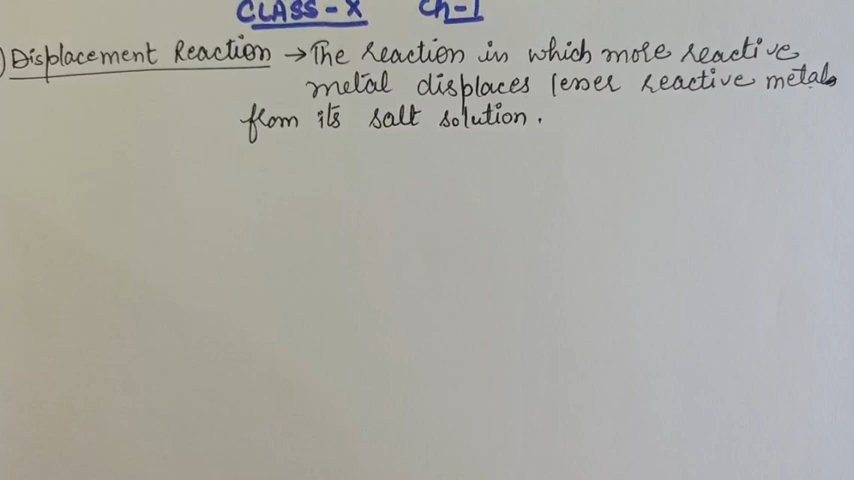 CLASS-X Ch-1
) Displacement Reaction → The reaction in which more reactive
metal displaces lesser reactive metals
from its salt solution.